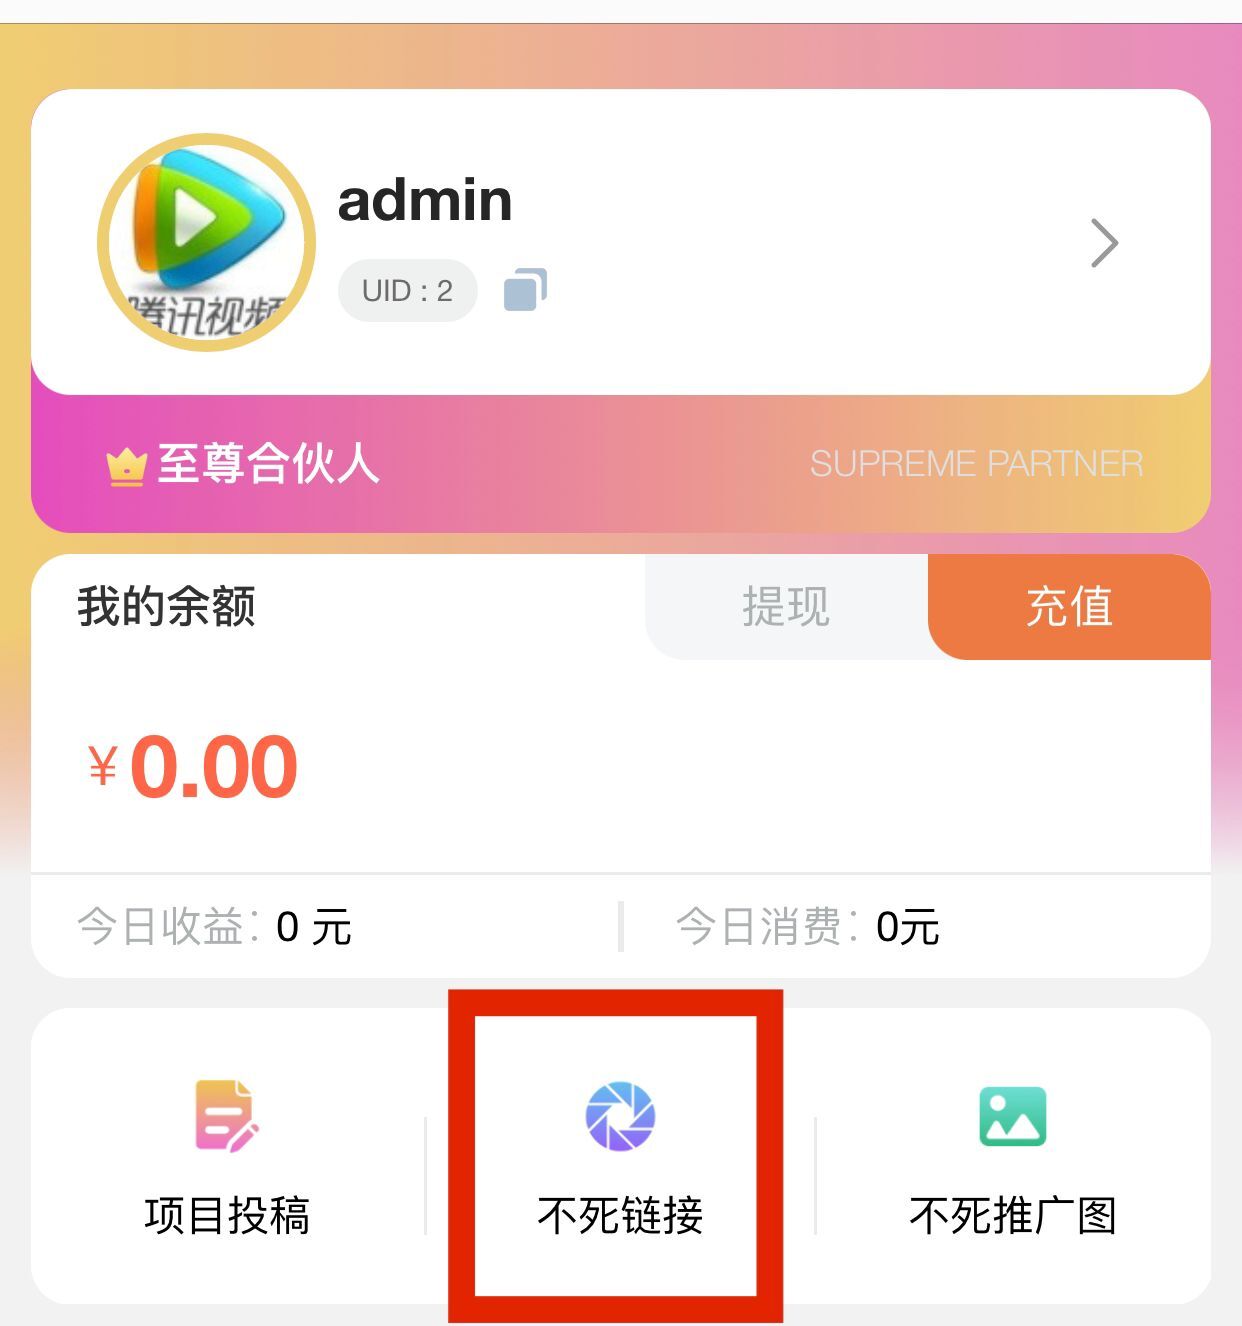 腾讯视频
admin
UID : 2
至尊合伙人
SUPREME PARTNER
我的余额
提现
充值
¥0.00
今日收益：0 元
今日消费：0元
项目投稿
不死链接
不死推广图